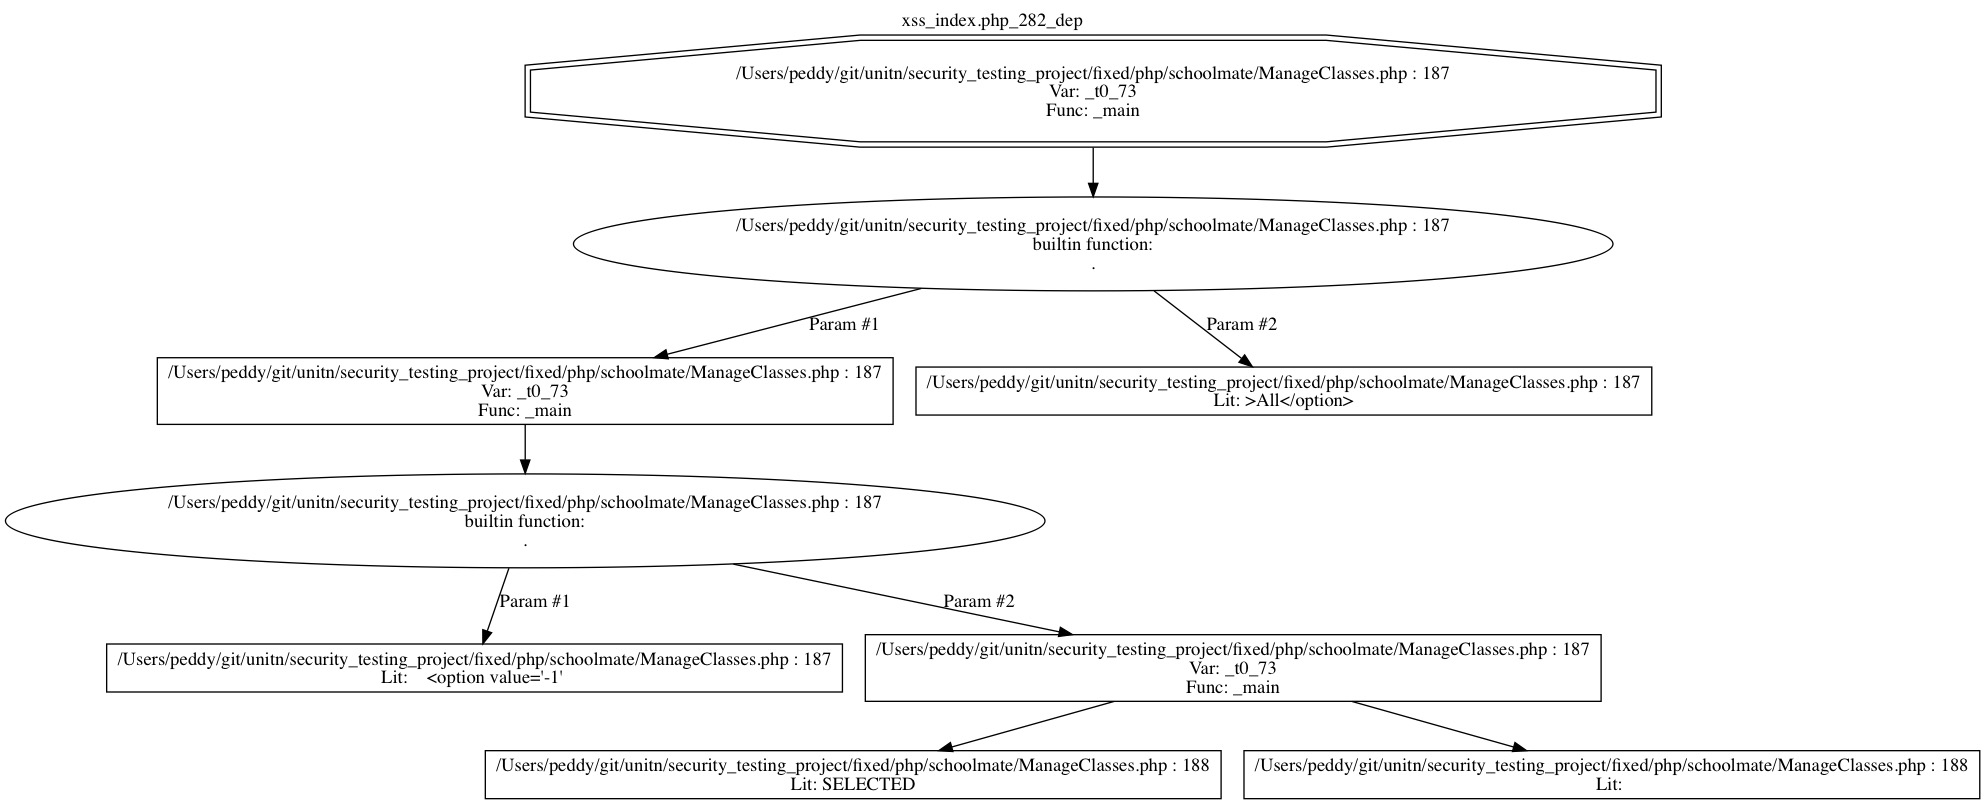 xss_index.php_282_dep
/Users/peddy/git/unitn/security_testing_project/fixed/php/schoolmate/ManageClasses.php : 187
Var: _t0_73
Func: _main
/Users/peddy/git/unitn/security_testing_project/fixed/php/schoolmate/ManageClasses.php : 187
builtin function:
.
Param #1
Param #2
/Users/peddy/git/unitn/security_testing_project/fixed/php/schoolmate/ManageClasses.php : 187
Var: _t0_73
Func: _main
/Users/peddy/git/unitn/security_testing_project/fixed/php/schoolmate/ManageClasses.php : 187
Lit: >All</option>
/Users/peddy/git/unitn/security_testing_project/fixed/php/schoolmate/ManageClasses.php : 187
builtin function:
.
Param #1
Param #2
/Users/peddy/git/unitn/security_testing_project/fixed/php/schoolmate/ManageClasses.php : 187
Lit:    <option value='-1'
/Users/peddy/git/unitn/security_testing_project/fixed/php/schoolmate/ManageClasses.php : 187
Var: _t0_73
Func: _main
/Users/peddy/git/unitn/security_testing_project/fixed/php/schoolmate/ManageClasses.php : 188
Lit: SELECTED
/Users/peddy/git/unitn/security_testing_project/fixed/php/schoolmate/ManageClasses.php : 188
Lit: